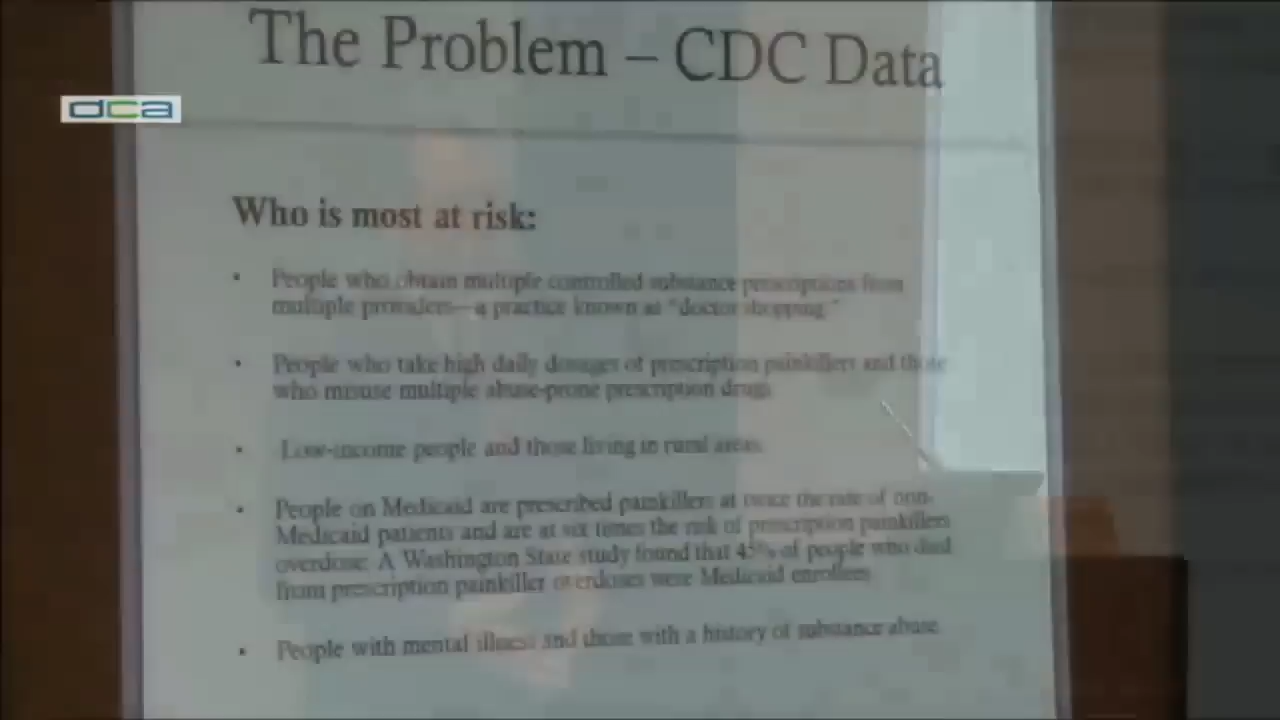 The Problem – CDC Data
dca
Who is most at risk:
• People who obtain multiple controlled substance prescriptions from
multiple providers—a practice known as "doctor shopping."
• People who take high daily dosages of prescription painkillers and those
who misuse multiple abuse-prone prescription drugs.
• Low-income people and those living in rural areas.
• People on Medicaid are prescribed painkillers at twice the rate of non-
Medicaid patients and are at six times the risk of prescription painkillers
overdose. A Washington State study found that 45% of people who died
from prescription painkiller overdoses were Medicaid enrollees.
• People with mental illness and those with a history of substance abuse.